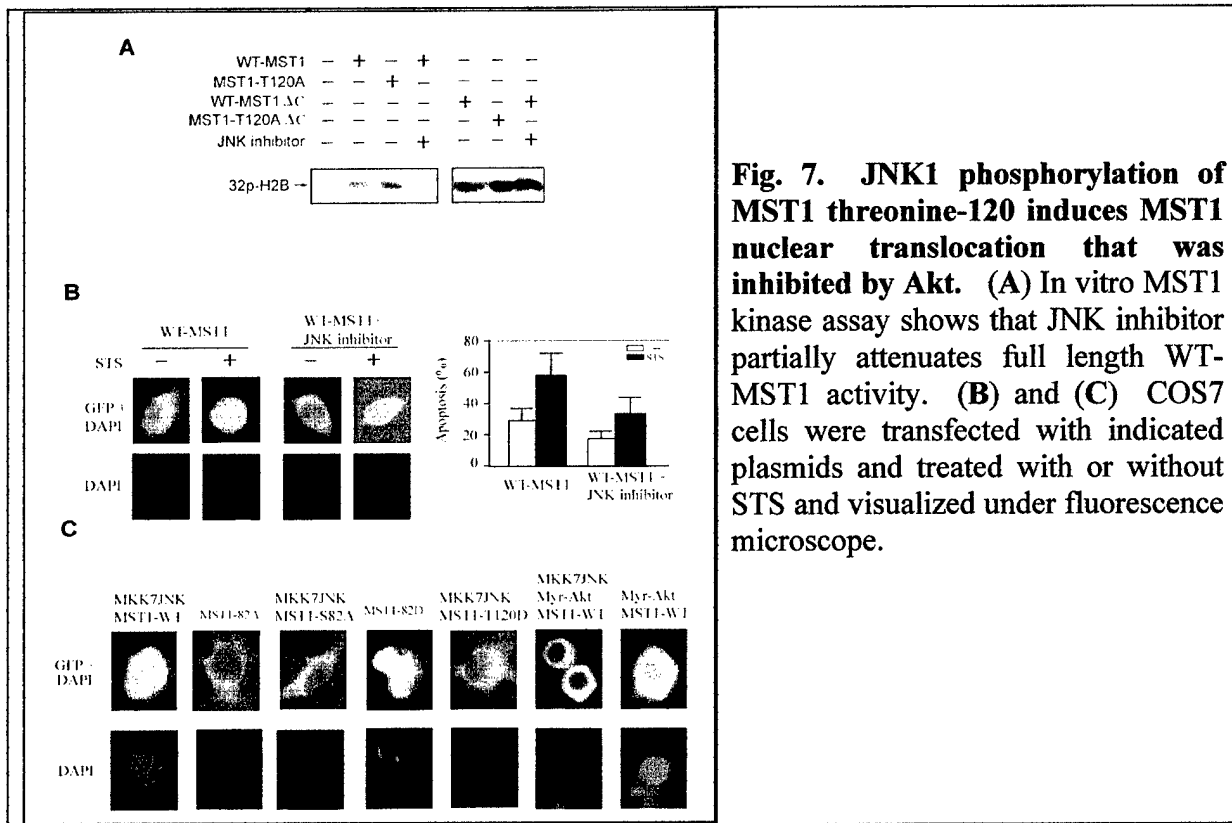 A
WT-MST1 – + – + – – –
MST1-T120A – – + – – – –
WT-MST1 ΔC – – – – + – +
MST1-T120A ΔC – – – – – + –
JNK inhibitor – – – + – – +
32p-H2B →
B
WT-MST1
WT-MST1+
JNK inhibitor
STS – + – +
GFP+
DAPI
DAPI
Apoptosis (%)
80
60
40
20
0
–
STS
WT-MST1
WT-MST1+
JNK inhibitor
C
MKK7JNK
MST1-WT
MST1-82A
MKK7JNK
MST1-S82A
MST1-82D
MKK7JNK
MST1-T120D
MKK7JNK
Myr-Akt
MST1-WT
Myr-Akt
MST1-WT
GFP+
DAPI
DAPI
Fig. 7. JNK1 phosphorylation of
MST1 threonine-120 induces MST1
nuclear translocation that was
inhibited by Akt. (A) In vitro MST1
kinase assay shows that JNK inhibitor
partially attenuates full length WT-
MST1 activity. (B) and (C) COS7
cells were transfected with indicated
plasmids and treated with or without
STS and visualized under fluorescence
microscope.